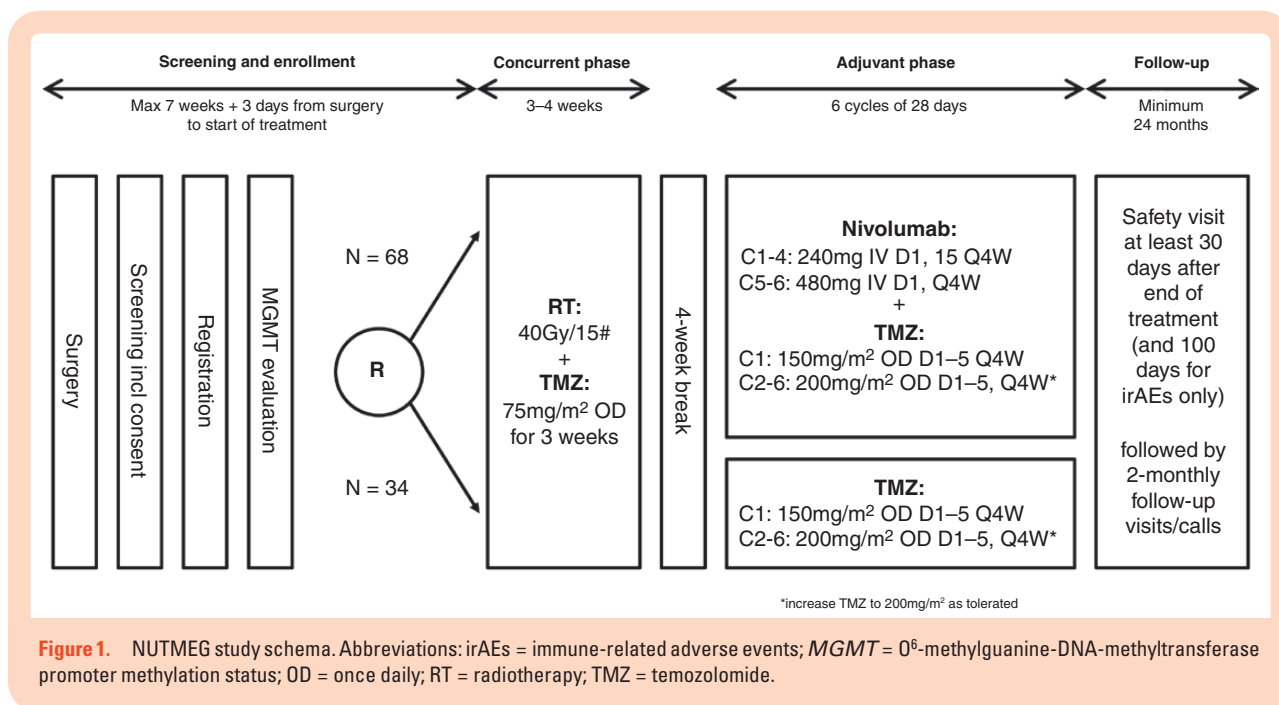 Screening and enrollment
Max 7 weeks + 3 days from surgery
to start of treatment
Concurrent phase
3–4 weeks
Adjuvant phase
6 cycles of 28 days
Follow-up
Minimum
24 months
Surgery
Screening incl consent
Registration
MGMT evaluation
N = 68
R
N = 34
RT:
40Gy/15#
+
TMZ:
75mg/m² OD
for 3 weeks
4-week break
Nivolumab:
C1-4: 240mg IV D1, 15 Q4W
C5-6: 480mg IV D1, Q4W
+
TMZ:
C1: 150mg/m² OD D1–5 Q4W
C2-6: 200mg/m² OD D1–5, Q4W*
TMZ:
C1: 150mg/m² OD D1–5 Q4W
C2-6: 200mg/m² OD D1–5, Q4W*
Safety visit
at least 30
days after
end of
treatment
(and 100
days for
irAEs only)
followed by
2-monthly
follow-up
visits/calls
*increase TMZ to 200mg/m² as tolerated
Figure 1. NUTMEG study schema. Abbreviations: irAEs = immune-related adverse events; MGMT = O⁶-methylguanine-DNA-methyltransferase
promoter methylation status; OD = once daily; RT = radiotherapy; TMZ = temozolomide.